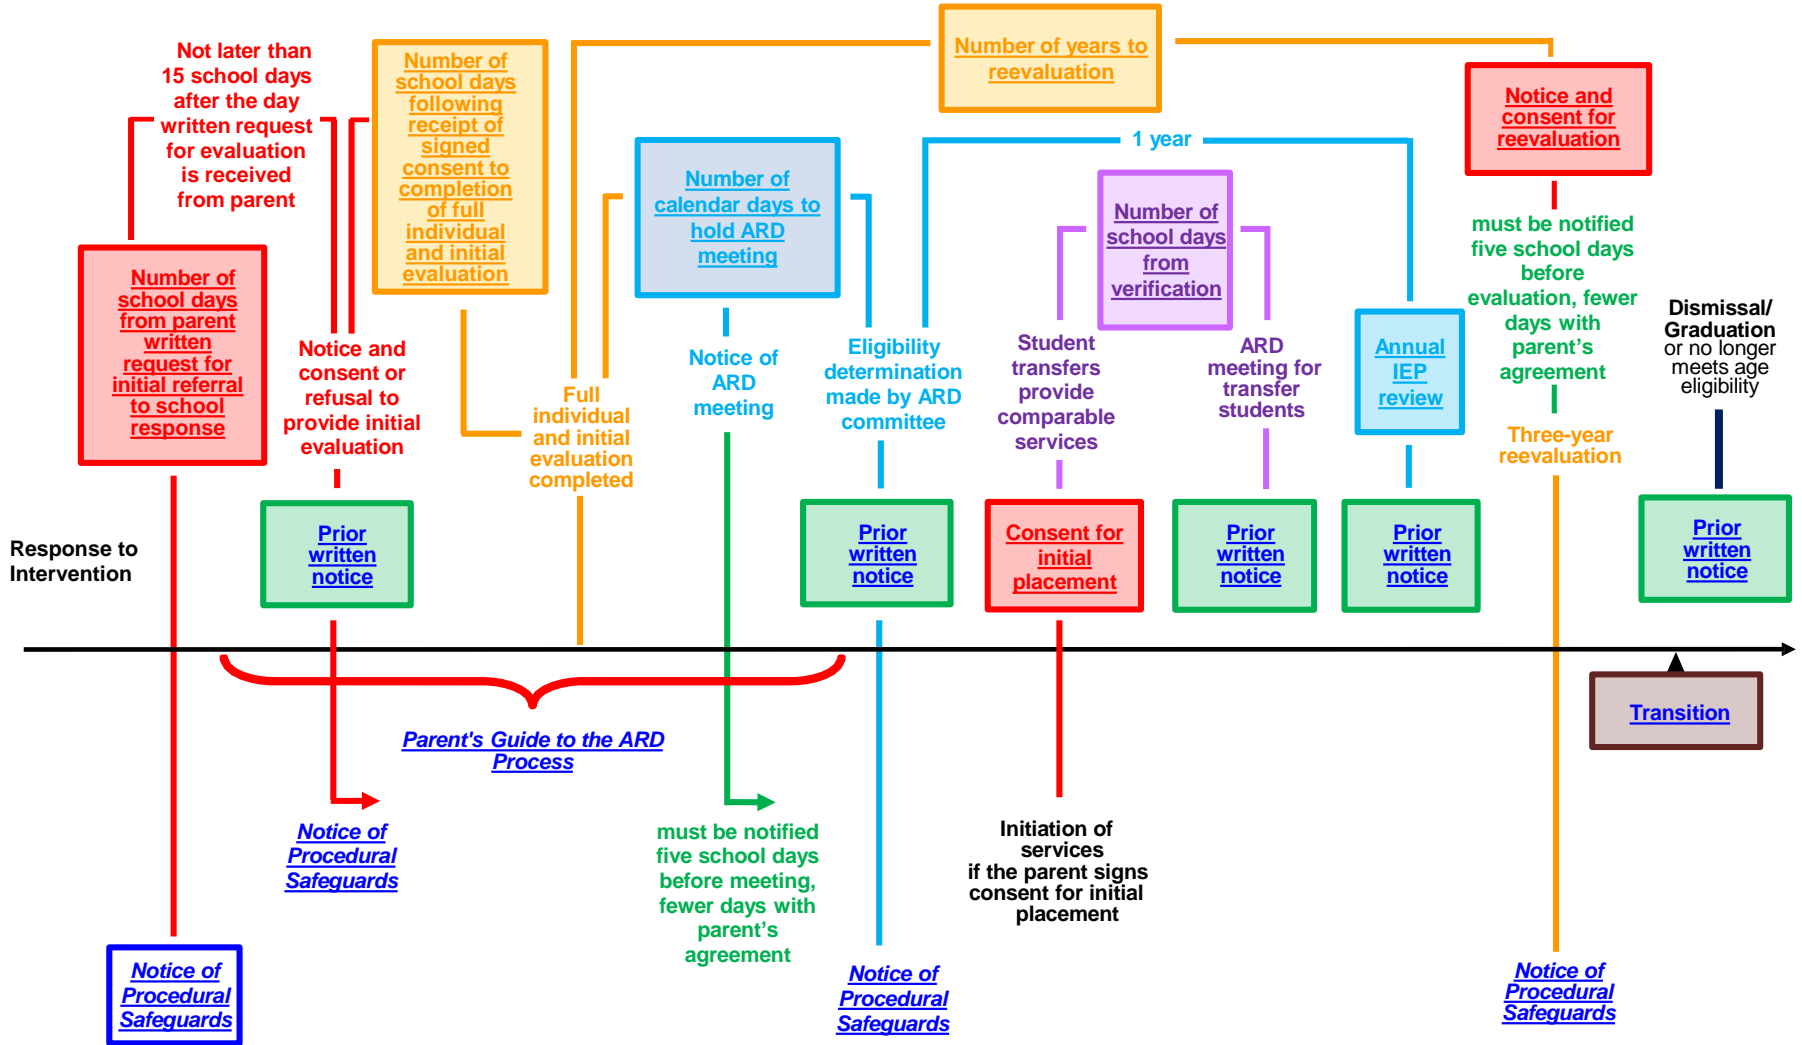 Not later than
15 school days
after the day
written request
for evaluation
is received
from parent
Number of
school days
from parent
written
request for
initial referral
to school
response
Number of
school days
following
receipt of
signed
consent to
completion
of full
individual
and initial
evaluation
Notice and
consent or
refusal to
provide initial
evaluation
Full
individual
and initial
evaluation
completed
Number of years to
reevaluation
Number of
calendar days to
hold ARD
meeting
Notice of
ARD
meeting
Eligibility
determination
made by ARD
committee
1 year
Number of
school days
from
verification
Student
transfers
provide
comparable
services
ARD
meeting for
transfer
students
Annual
IEP
review
Notice and
consent for
reevaluation
must be notified
five school days
before
evaluation, fewer
days with
parent’s
agreement
Three-year
reevaluation
Dismissal/
Graduation
or no longer
meets age
eligibility
Response to
Intervention
Prior
written
notice
Prior
written
notice
Consent for
initial
placement
Prior
written
notice
Prior
written
notice
Prior
written
notice
Transition
Parent's Guide to the ARD
Process
Notice of
Procedural
Safeguards
must be notified
five school days
before meeting,
fewer days with
parent’s
agreement
Initiation of
services
if the parent signs
consent for initial
placement
Notice of
Procedural
Safeguards
Notice of
Procedural
Safeguards
Notice of
Procedural
Safeguards